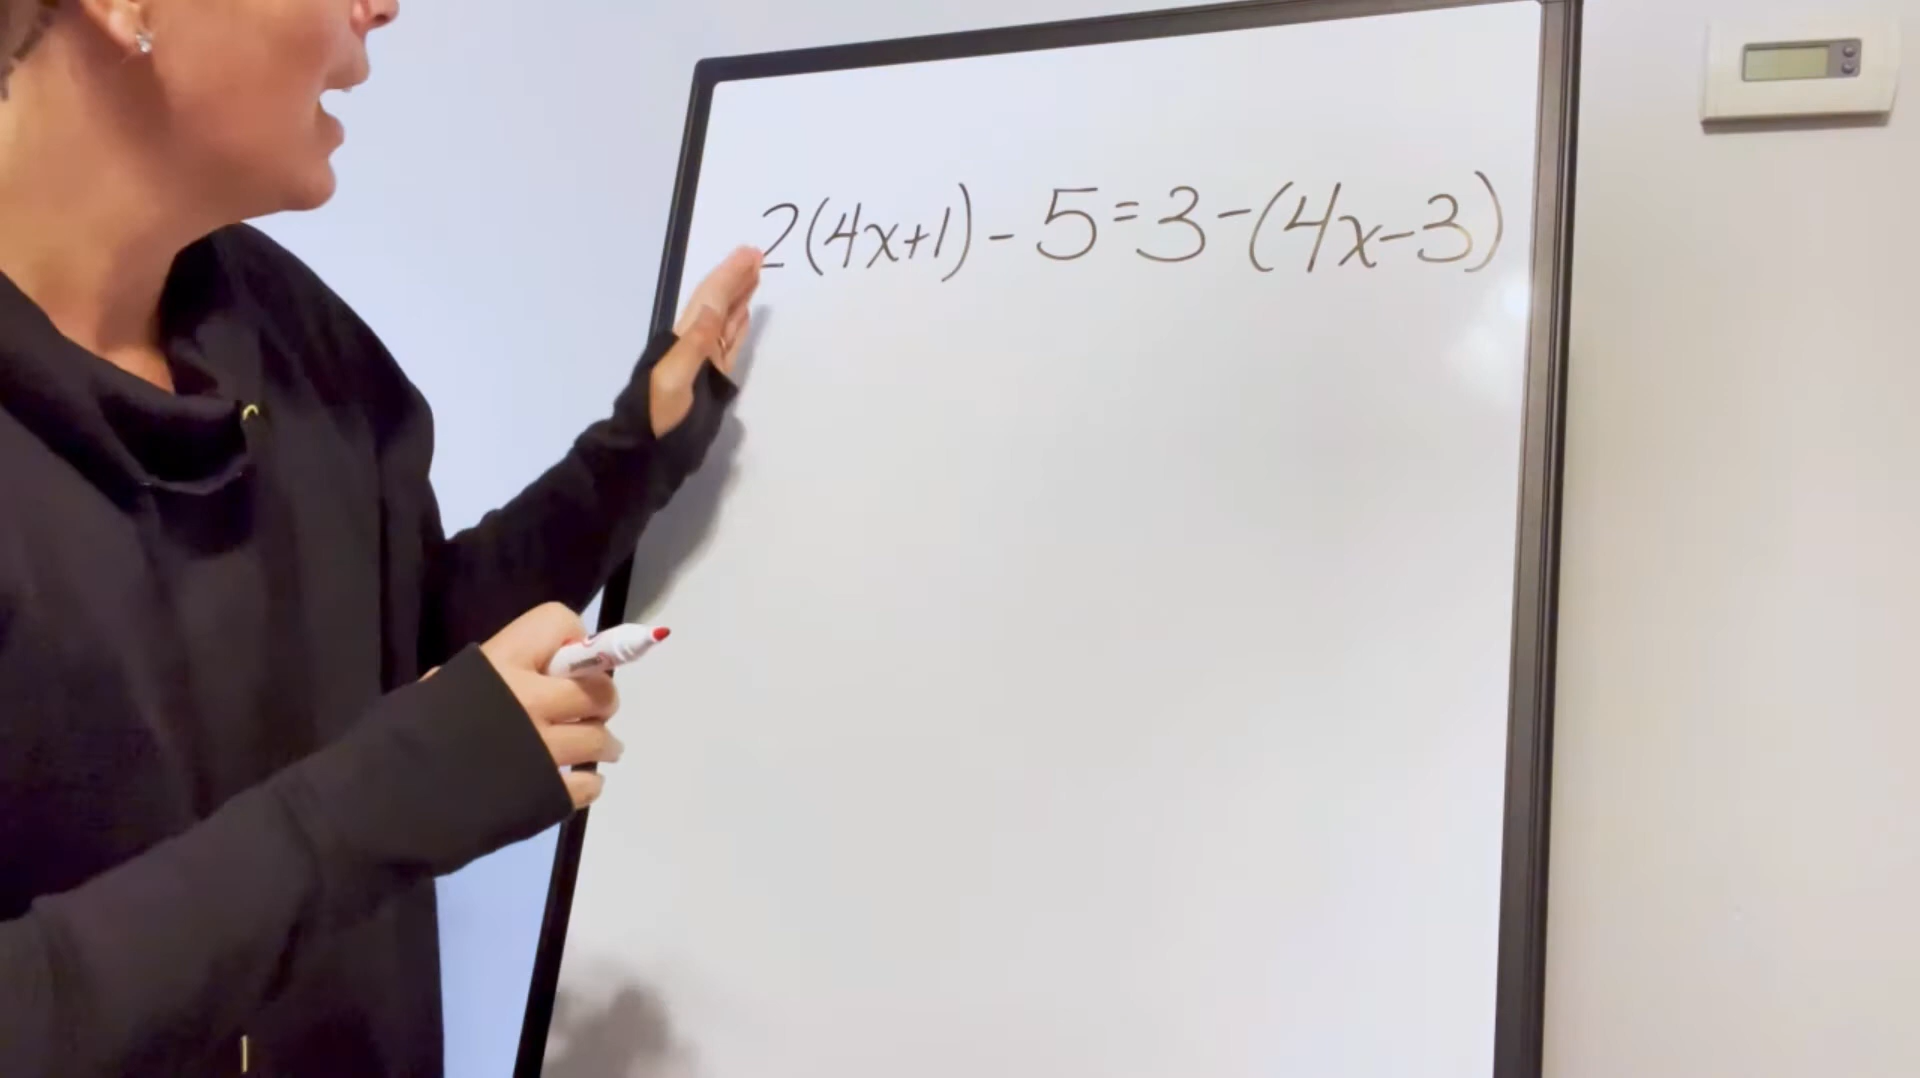 2(4x+1) - 5 = 3 - (4x-3)